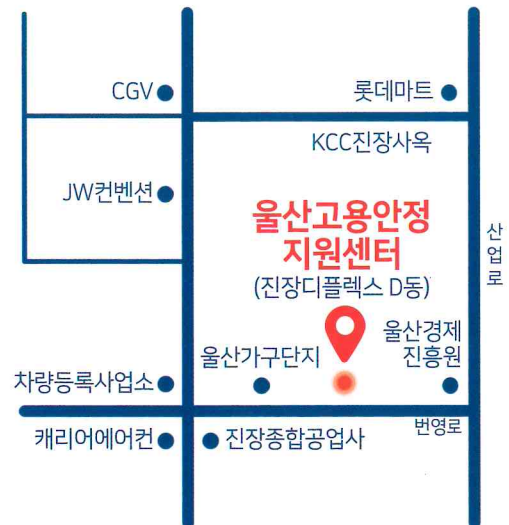 CGV
롯데마트
KCC진장사옥
JW컨벤션
울산고용안정
지원센터
(진장디플렉스 D동)
산업로
울산경제
진흥원
울산가구단지
차량등록사업소
번영로
캐리어에어컨
진장종합공업사